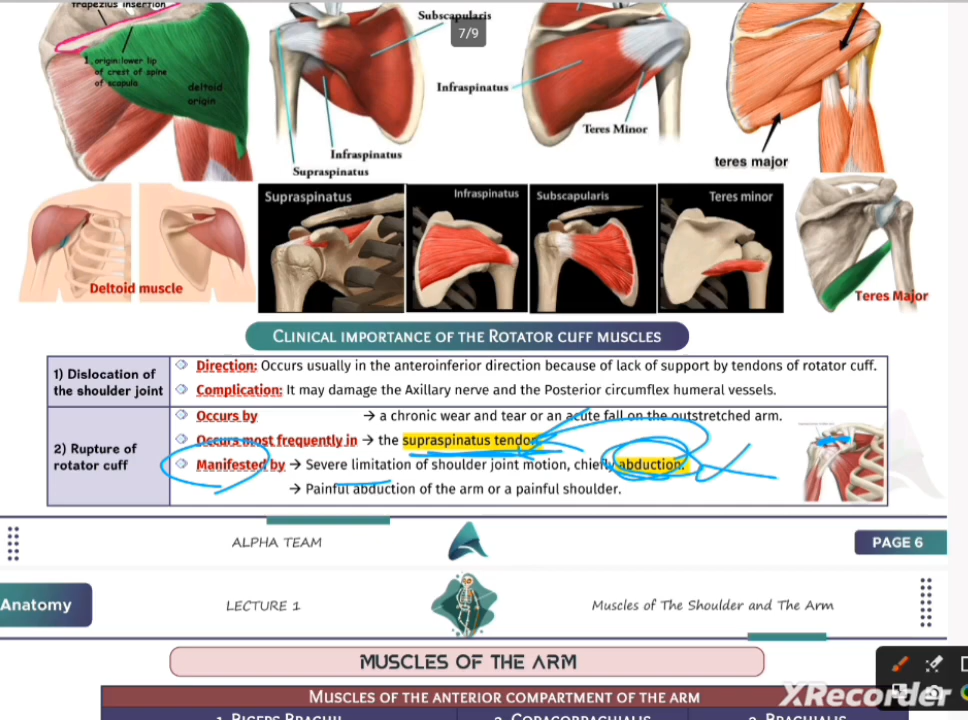 trapezius insertion
1. origin:lower lip
of crest of spine
of scapula
deltoid
origin
Subscapularis
7/9
Infraspinatus
Supraspinatus
Infraspinatus
Teres Minor
teres major
Deltoid muscle
Supraspinatus
Infraspinatus
Subscapularis
Teres minor
Teres Major
CLINICAL IMPORTANCE OF THE ROTATOR CUFF MUSCLES
1) Dislocation of
the shoulder joint
Direction: Occurs usually in the anteroinferior direction because of lack of support by tendons of rotator cuff.
Complication: It may damage the Axillary nerve and the Posterior circumflex humeral vessels.
2) Rupture of
rotator cuff
Occurs by → a chronic wear and tear or an acute fall on the outstretched arm.
Occurs most frequently in → the supraspinatus tendon.
Manifested by → Severe limitation of shoulder joint motion, chiefly abduction.
→ Painful abduction of the arm or a painful shoulder.
ALPHA TEAM
PAGE 6
Anatomy
LECTURE 1
Muscles of The Shoulder and The Arm
MUSCLES OF THE ARM
MUSCLES OF THE ANTERIOR COMPARTMENT OF THE ARM
1. BICEPS BRACHII
2. CORACOBRACHIALIS
3. BRACHIALIS
XRecorder